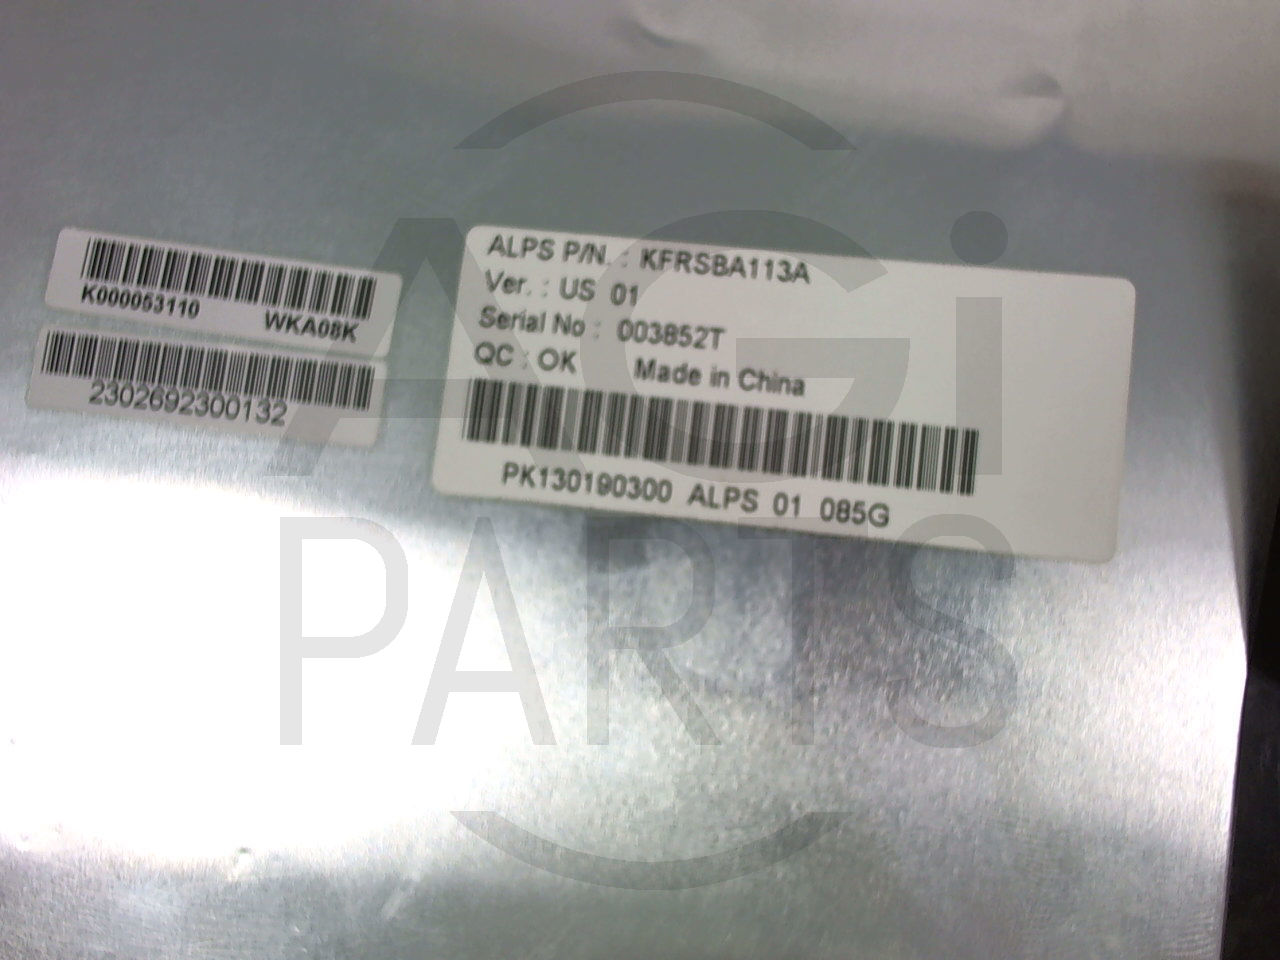 K000053110 WKA08K
2302692300132
ALPS P/N. : KFRSBA113A
Ver. : US 01
Serial No : 003852T
QC : OK Made in China
PK130190300 ALPS 01 085G
AGi
PARTS